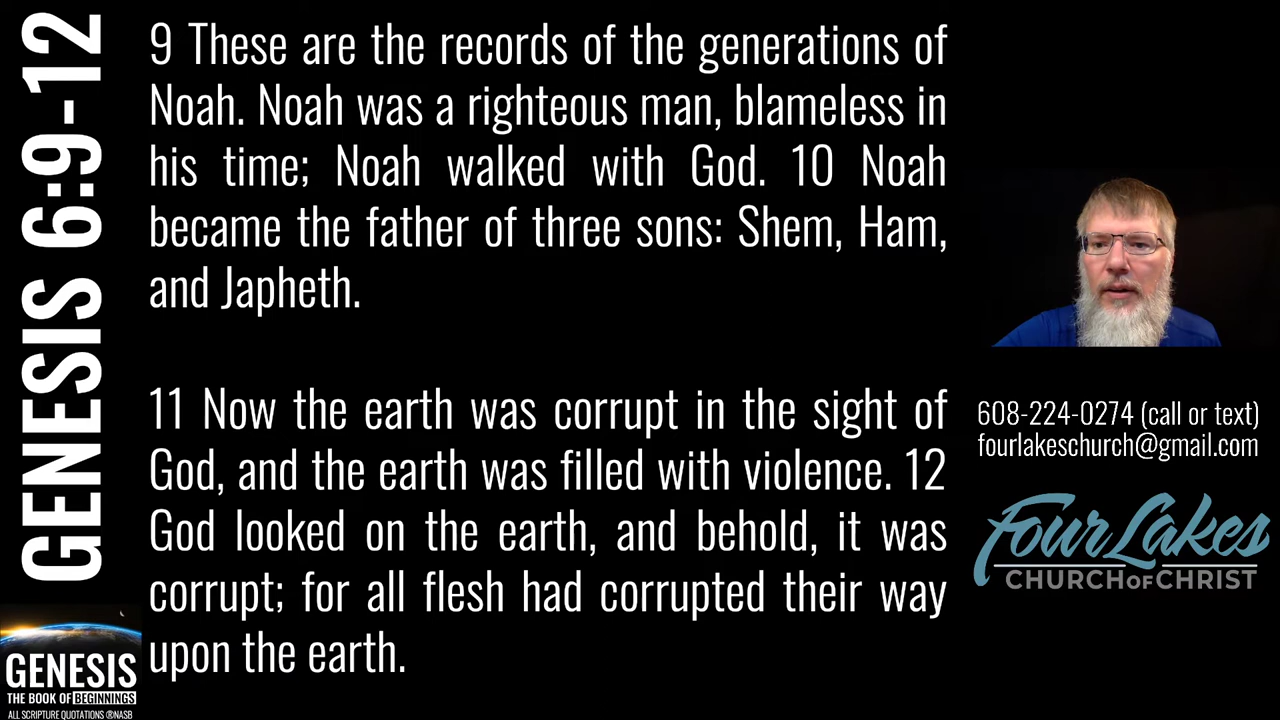 GENESIS 6:9-12
9 These are the records of the generations of
Noah. Noah was a righteous man, blameless in
his time; Noah walked with God. 10 Noah
became the father of three sons: Shem, Ham,
and Japheth.
11 Now the earth was corrupt in the sight of
God, and the earth was filled with violence. 12
God looked on the earth, and behold, it was
corrupt; for all flesh had corrupted their way
upon the earth.
GENESIS
THE BOOK OF BEGINNINGS
ALL SCRIPTURE QUOTATIONS ®NASB
608-224-0274 (call or text)
fourlakeschurch@gmail.com
Four Lakes
CHURCH OF CHRIST